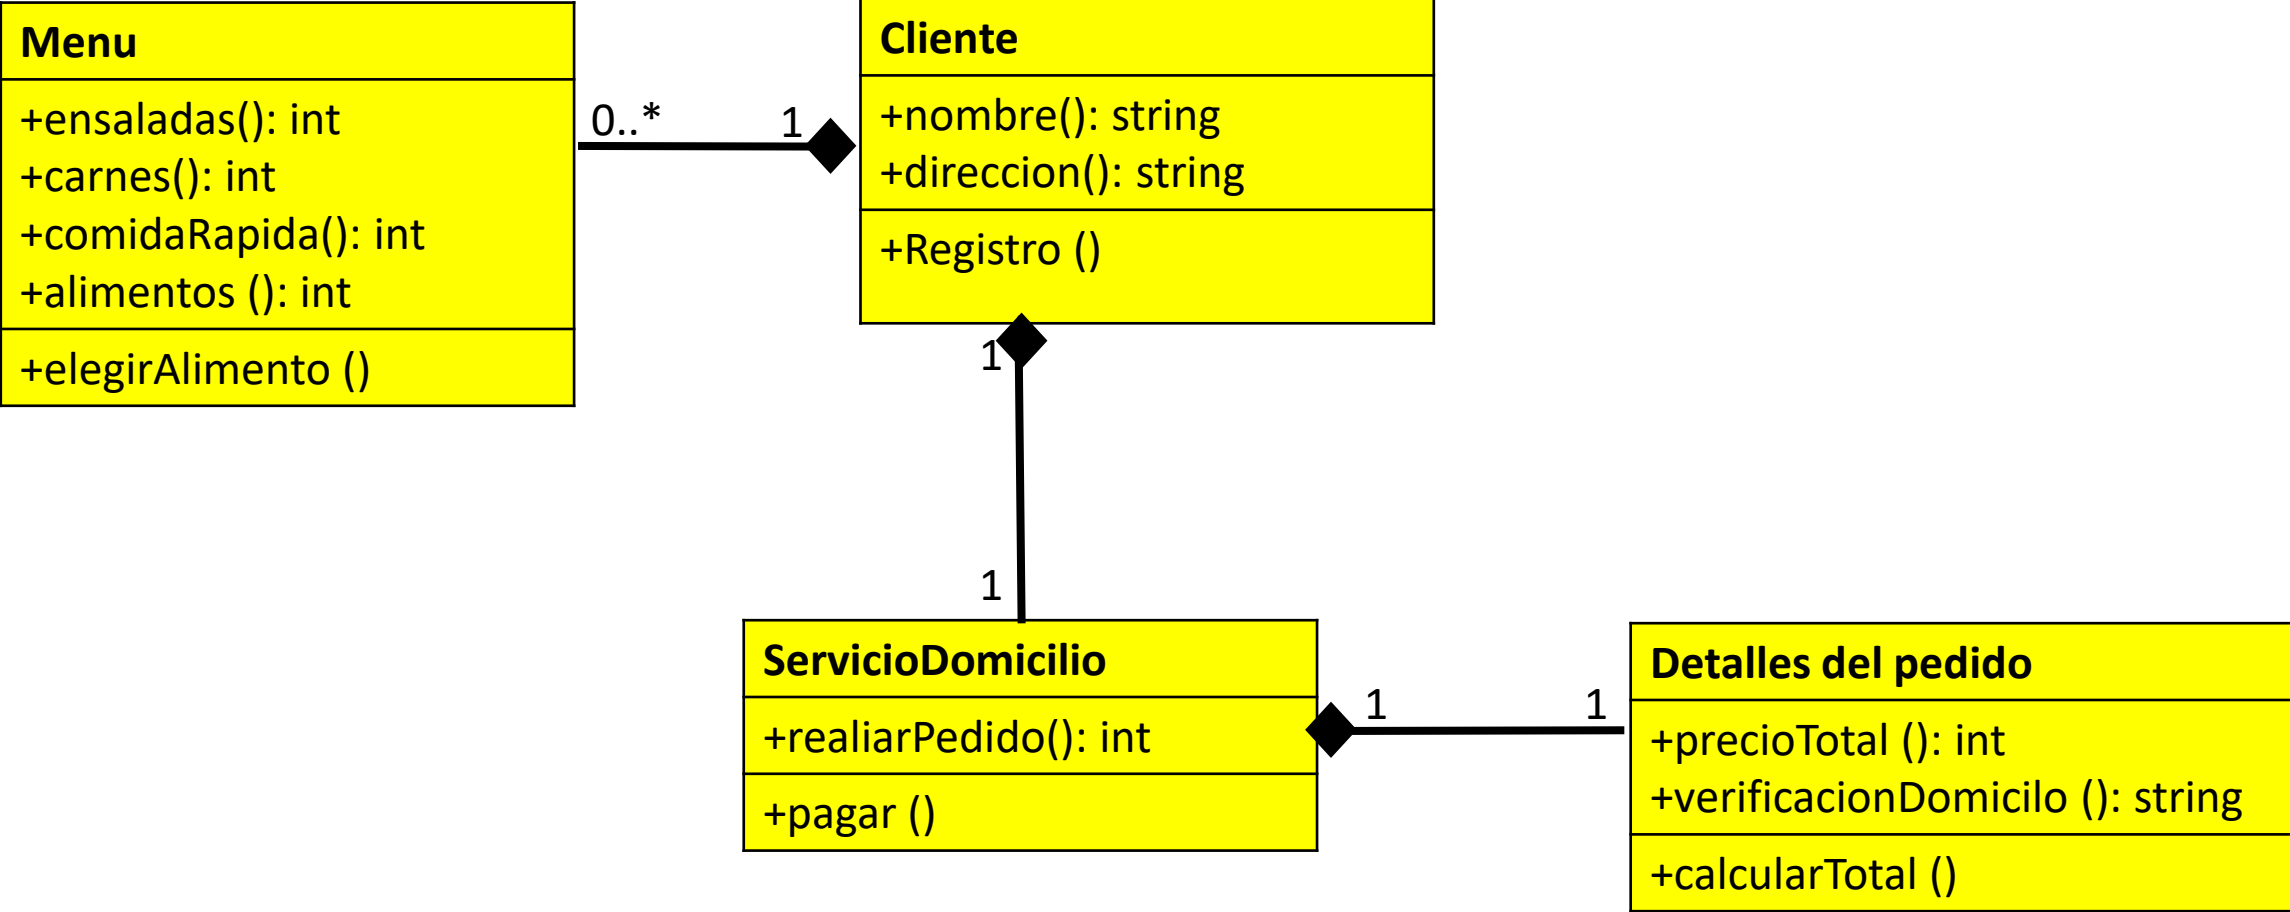 Menu
+ensaladas(): int
+carnes(): int
+comidaRapida(): int
+alimentos (): int
+elegirAlimento ()
0..*
1
Cliente
+nombre(): string
+direccion(): string
+Registro ()
1
1
ServicioDomicilio
+realiarPedido(): int
+pagar ()
1
1
Detalles del pedido
+precioTotal (): int
+verificacionDomicilo (): string
+calcularTotal ()